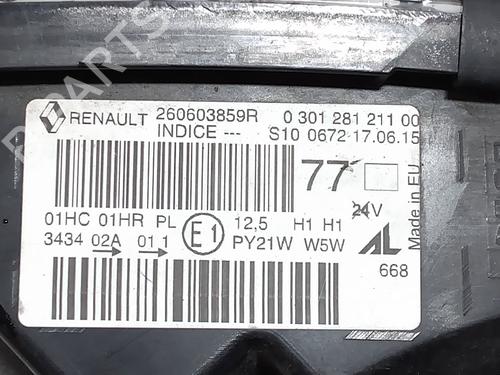 B-PARTS
RENAULT 260603859R 0 301 281 211 00
INDICE --- S10 0672 17.06.15
77
01HC 01HR PL E1 12,5 H1 H1 24V
3434 02A 01 1 PY21W W5W AL
668
Made in EU